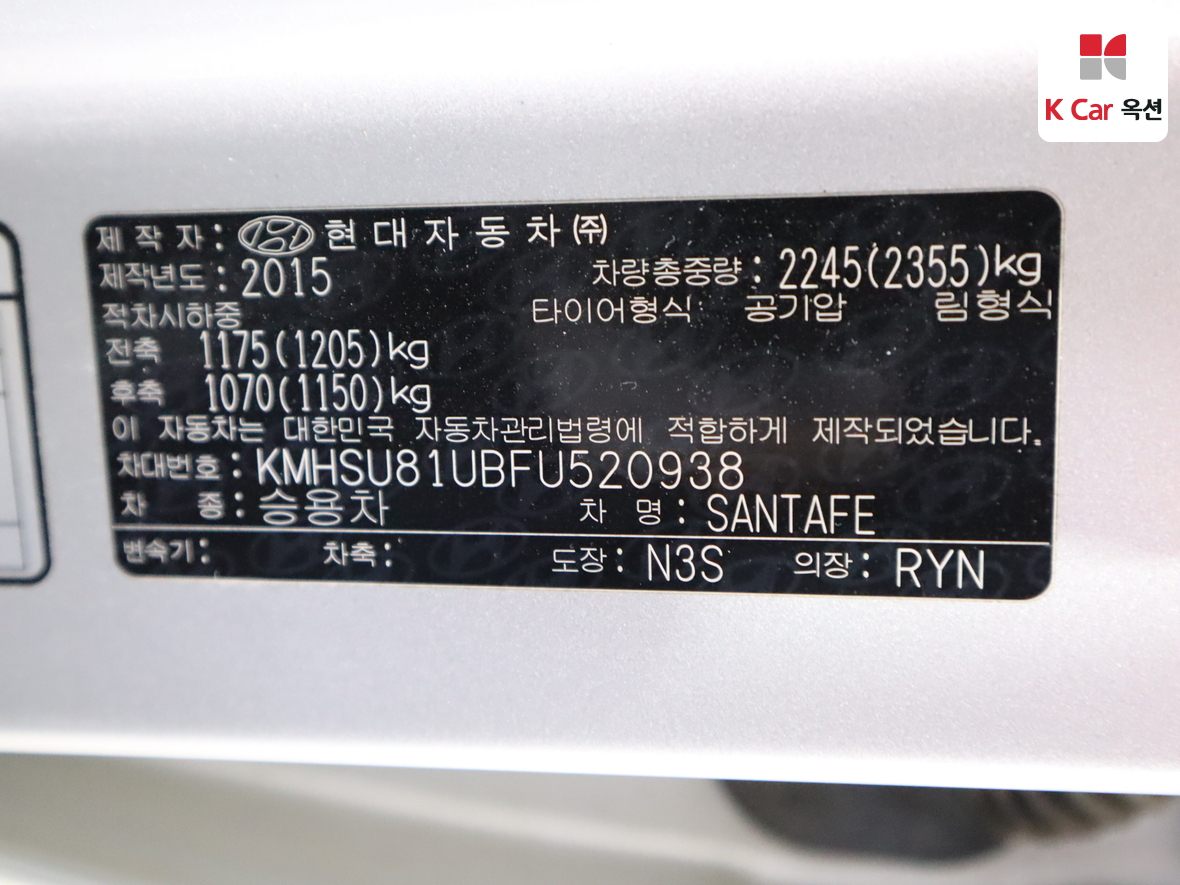 K Car 옥션
제 작 자 : 현 대 자 동 차 ㈜
제작년도 : 2015 차량총중량 : 2245(2355)kg
적차시하중 타이어형식 공기압 림형식
전축 1175(1205)kg
후축 1070(1150)kg
이 자동차는 대한민국 자동차관리법령에 적합하게 제작되었습니다.
차대번호 : KMHSU81UBFU520938
차 종 : 승용차 차 명 : SANTAFE
변속기 : 차축 : 도장 : N3S 의장 : RYN